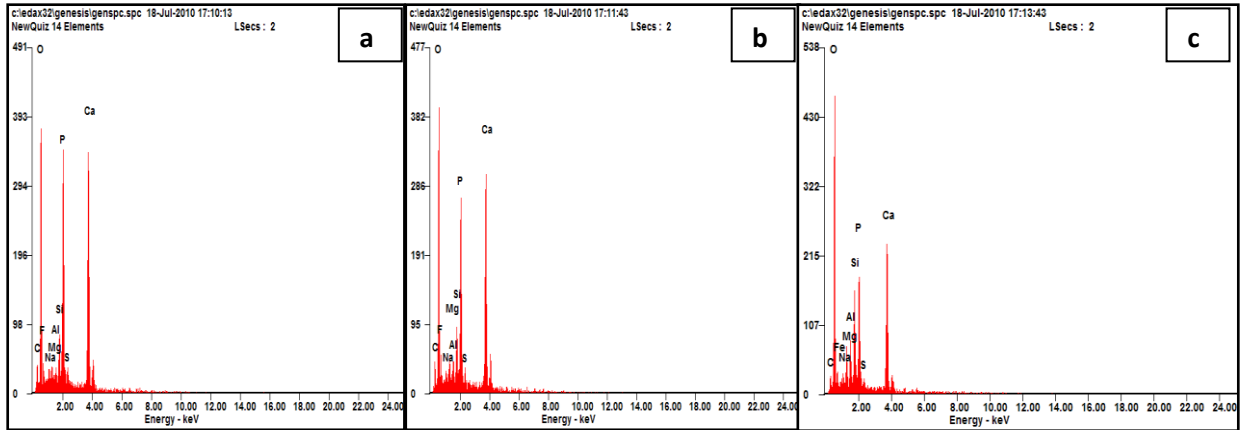 c:\edax32\genesis\genspc.spc 18-Jul-2010 17:10:13
NewQuiz 14 Elements LSecs : 2
a
491
O
393
Ca
P
294
196
Si
98
F
Al
C
Mg
Na
S
0
2.00 4.00 6.00 8.00 10.00 12.00 14.00 16.00 18.00 20.00 22.00 24.00
Energy - keV
c:\edax32\genesis\genspc.spc 18-Jul-2010 17:11:43
NewQuiz 14 Elements LSecs : 2
b
477
O
382
Ca
286
P
191
Si
Mg
98
F
C
Al
Na
S
0
2.00 4.00 6.00 8.00 10.00 12.00 14.00 16.00 18.00 20.00 22.00 24.00
Energy - keV
c:\edax32\genesis\genspc.spc 18-Jul-2010 17:13:43
NewQuiz 14 Elements LSecs : 2
c
538
O
430
322
P
Ca
215
Si
107
Al
Mg
Fe
Na
C
S
0
2.00 4.00 6.00 8.00 10.00 12.00 14.00 16.00 18.00 20.00 22.00 24.00
Energy - keV